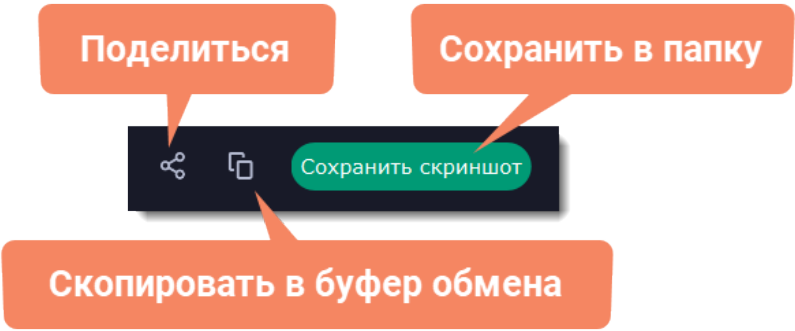 Поделиться
Сохранить в папку
Сохранить скриншот
Скопировать в буфер обмена